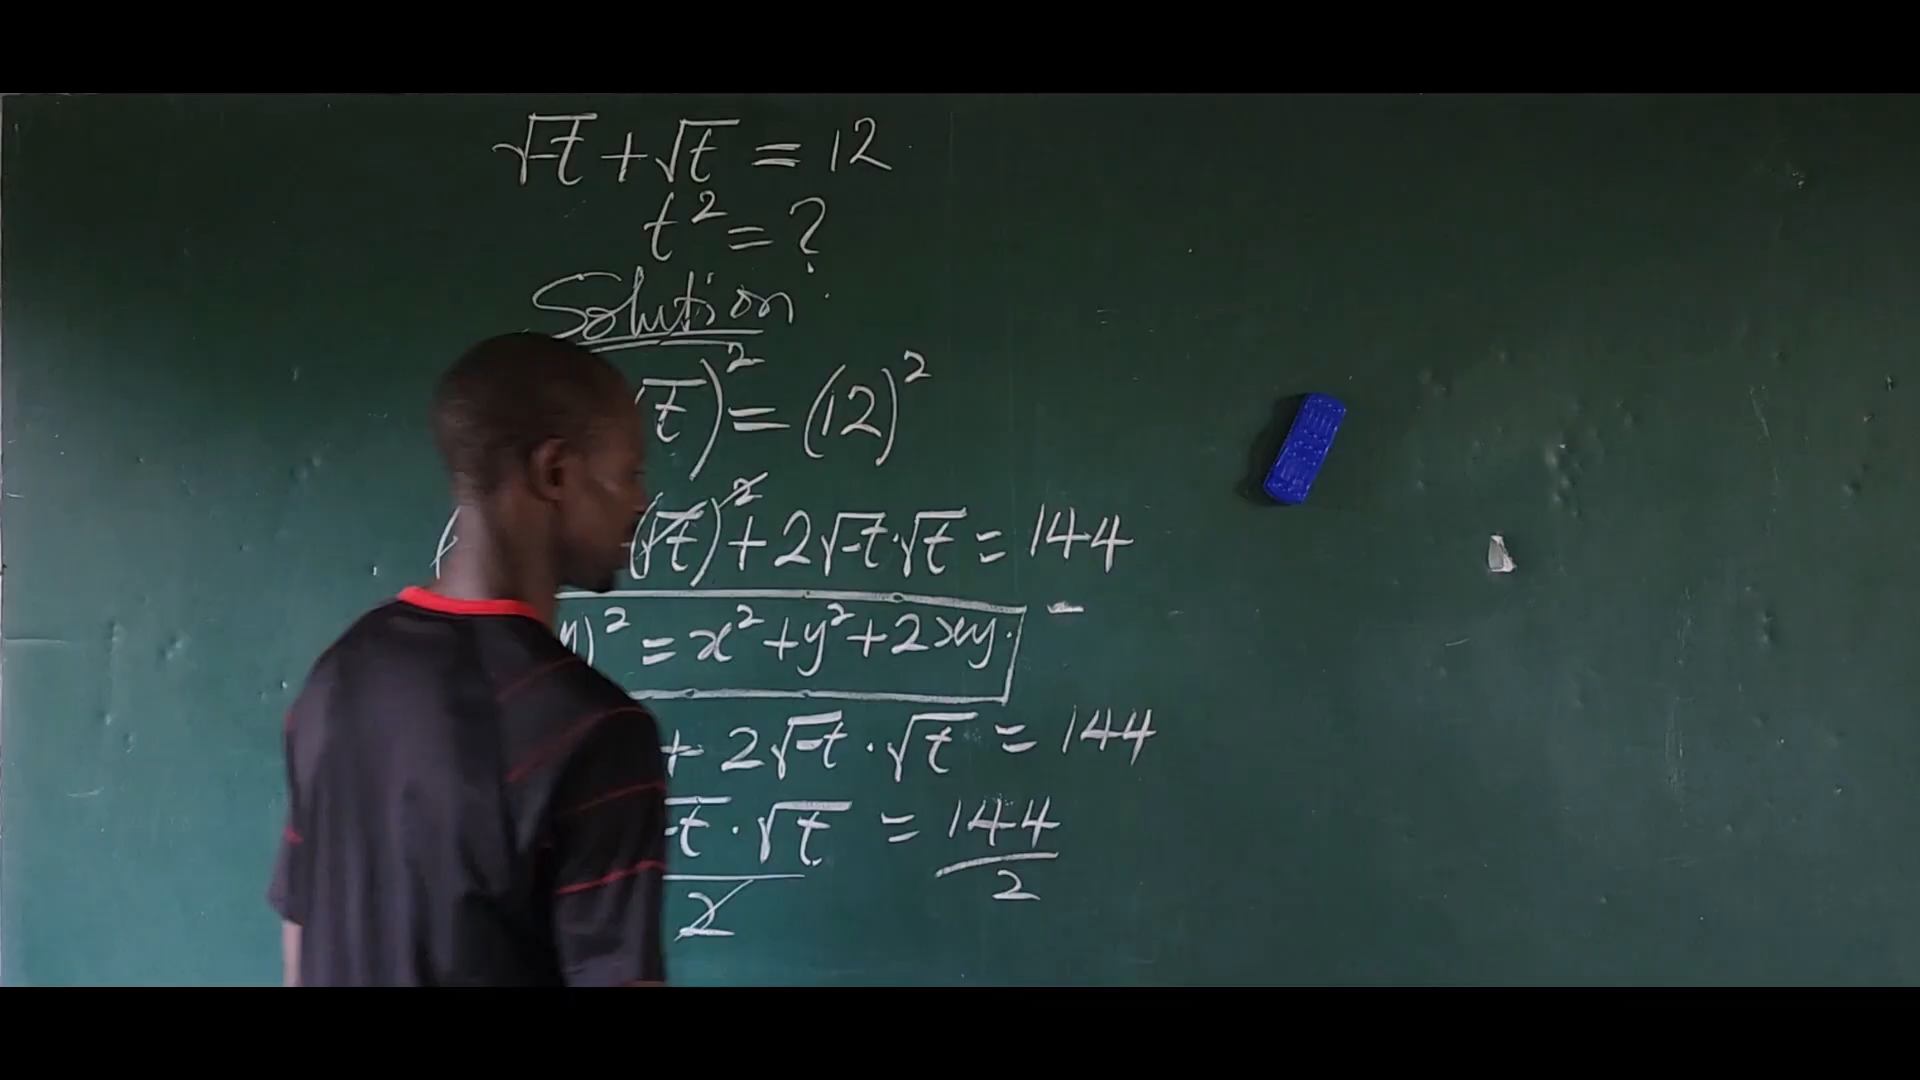 √-t + √t = 12
t² = ?
Solution
√t)² = (12)²
(√t)² + 2√-t·√t = 144
y)² = x² + y² + 2xy.
+ 2√-t · √t = 144
-t · √t = 144
2 2